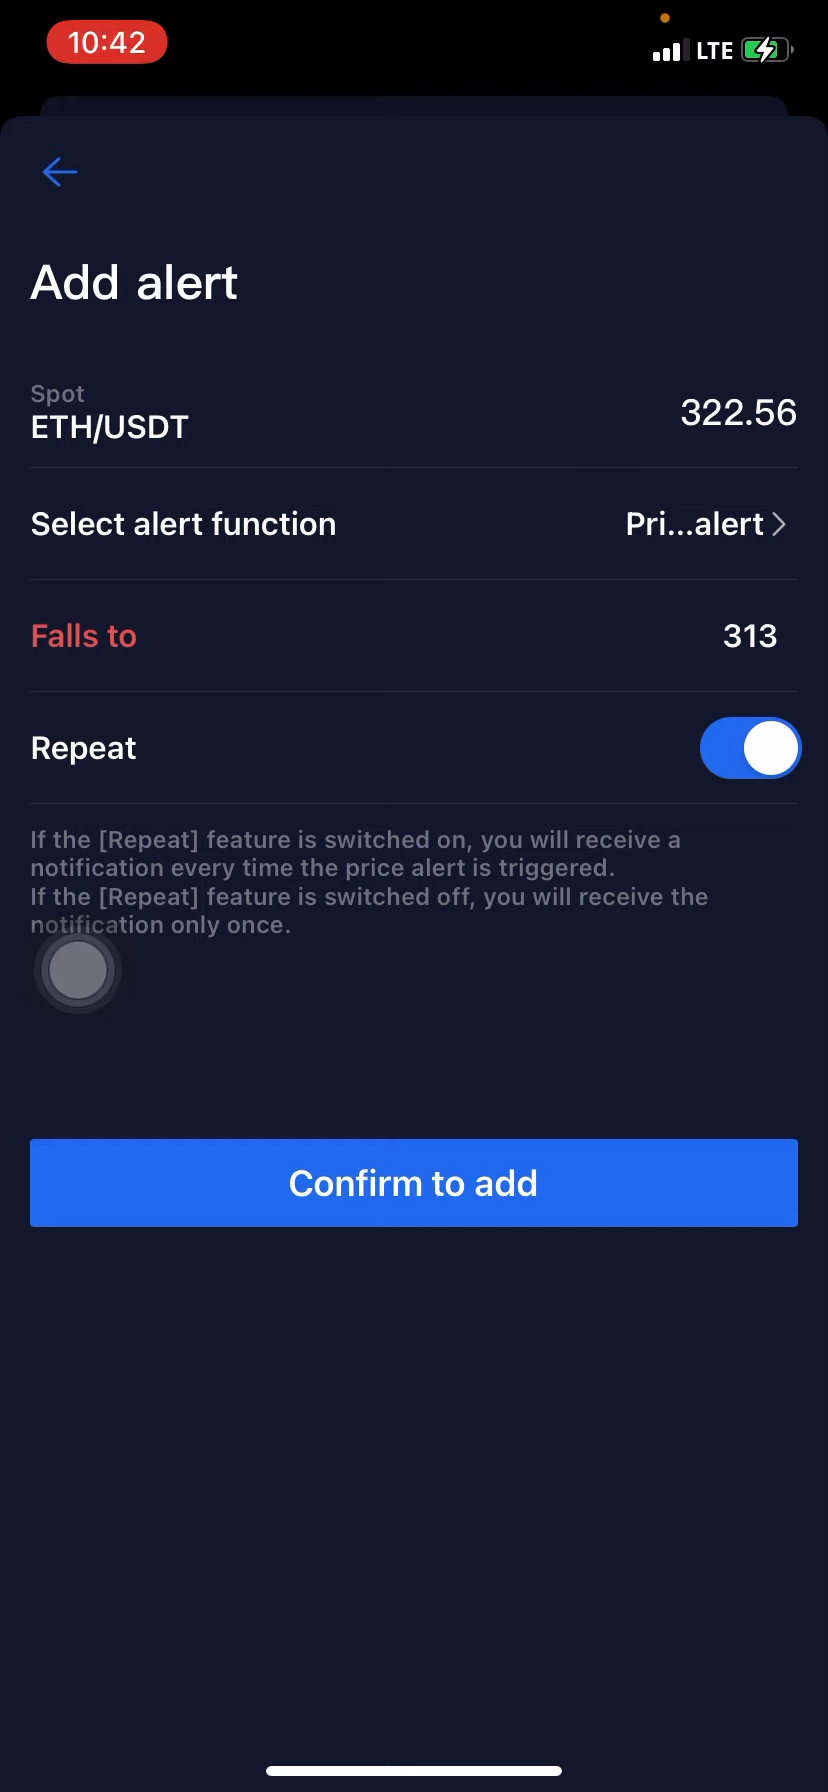 10:42
LTE
Add alert
Spot
ETH/USDT
322.56
Select alert function
Pri...alert
Falls to
313
Repeat
If the [Repeat] feature is switched on, you will receive a
notification every time the price alert is triggered.
If the [Repeat] feature is switched off, you will receive the
notification only once.
Confirm to add